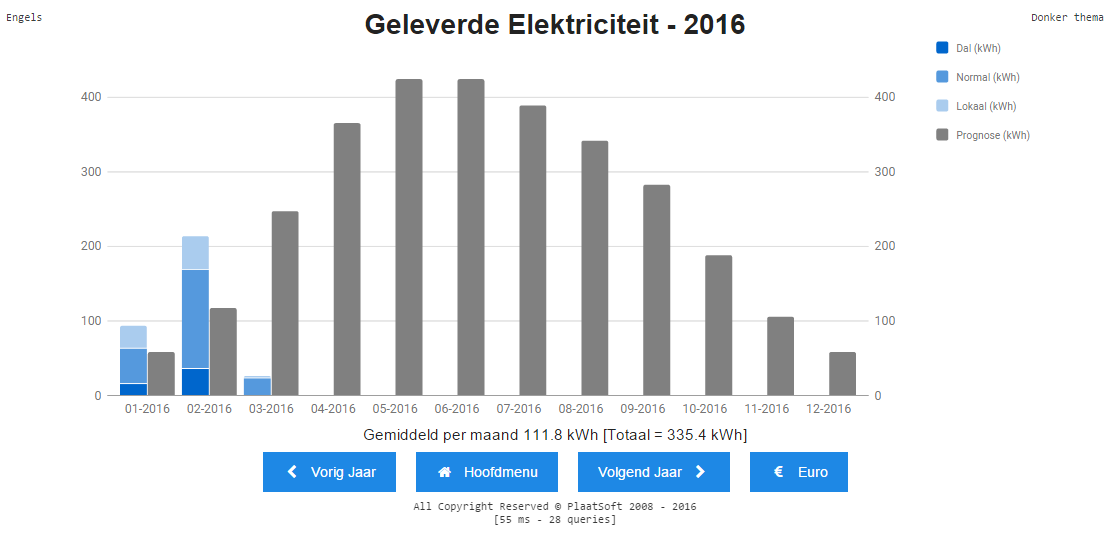 Engels
Donker thema
Geleverde Elektriciteit - 2016
Dal (kWh)
Normal (kWh)
Lokaal (kWh)
Prognose (kWh)
400 400
300 300
200 200
100 100
0 0
01-2016 02-2016 03-2016 04-2016 05-2016 06-2016 07-2016 08-2016 09-2016 10-2016 11-2016 12-2016
Gemiddeld per maand 111.8 kWh [Totaal = 335.4 kWh]
Vorig Jaar Hoofdmenu Volgend Jaar € Euro
All Copyright Reserved © PlaatSoft 2008 - 2016
[55 ms - 28 queries]